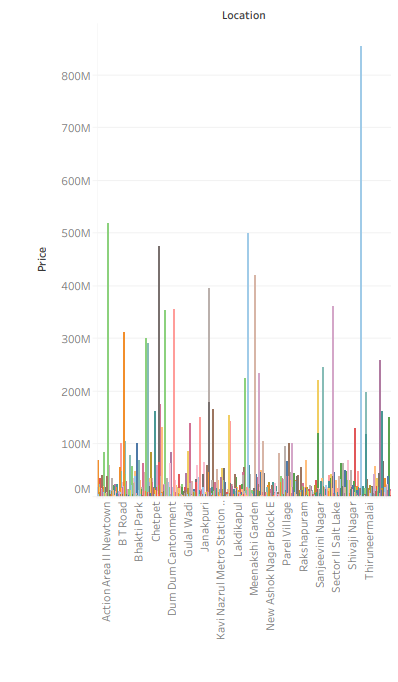 Location
Price
800M
700M
600M
500M
400M
300M
200M
100M
0M
Action Area II Newtown
B T Road
Bhakti Park
Chetpet
Dum Dum Cantonment
Gulal Wadi
Janakpuri
Kavi Nazrul Metro Station ..
Lakdikapul
Meenakshi Garden
New Ashok Nagar Block E
Parel Village
Rakshapuram
Sanjeevini Nagar
Sector II Salt Lake
Shivaji Nagar
Thiruneermalai